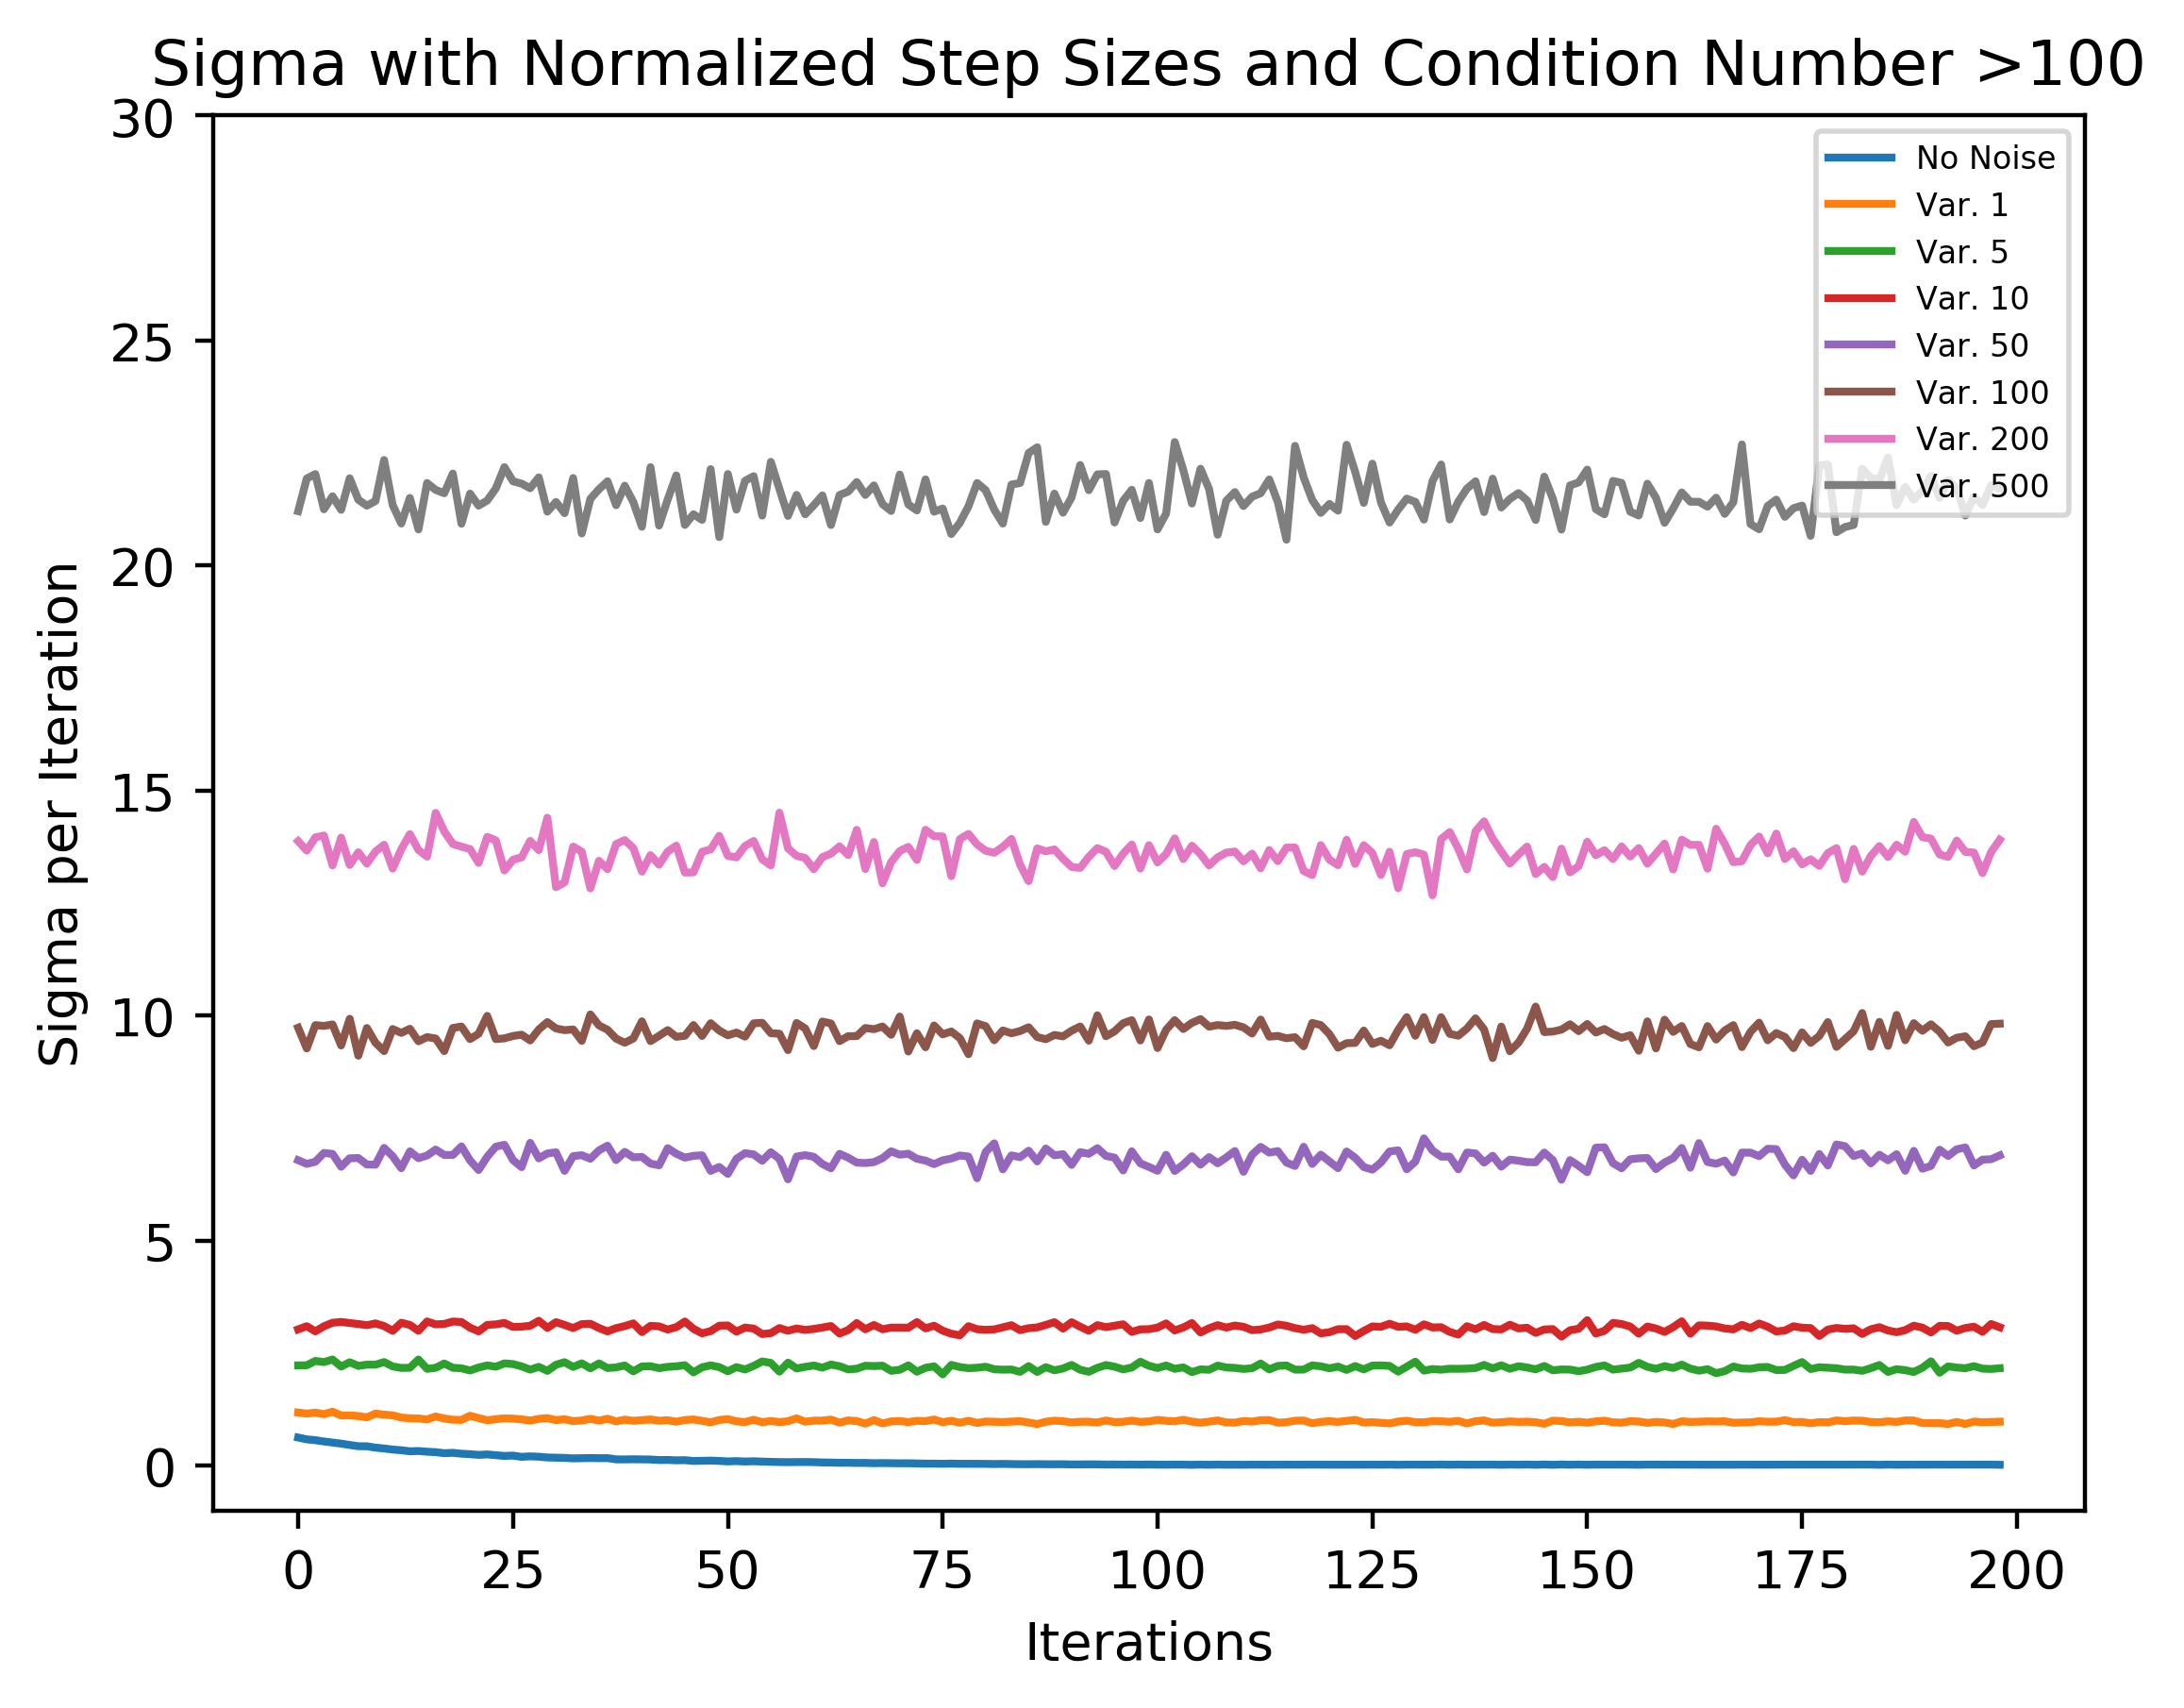 Sigma with Normalized Step Sizes and Condition Number >100
30
25
20
15
10
5
0
Sigma per Iteration
No Noise
Var. 1
Var. 5
Var. 10
Var. 50
Var. 100
Var. 200
Var. 500
0 25 50 75 100 125 150 175 200
Iterations